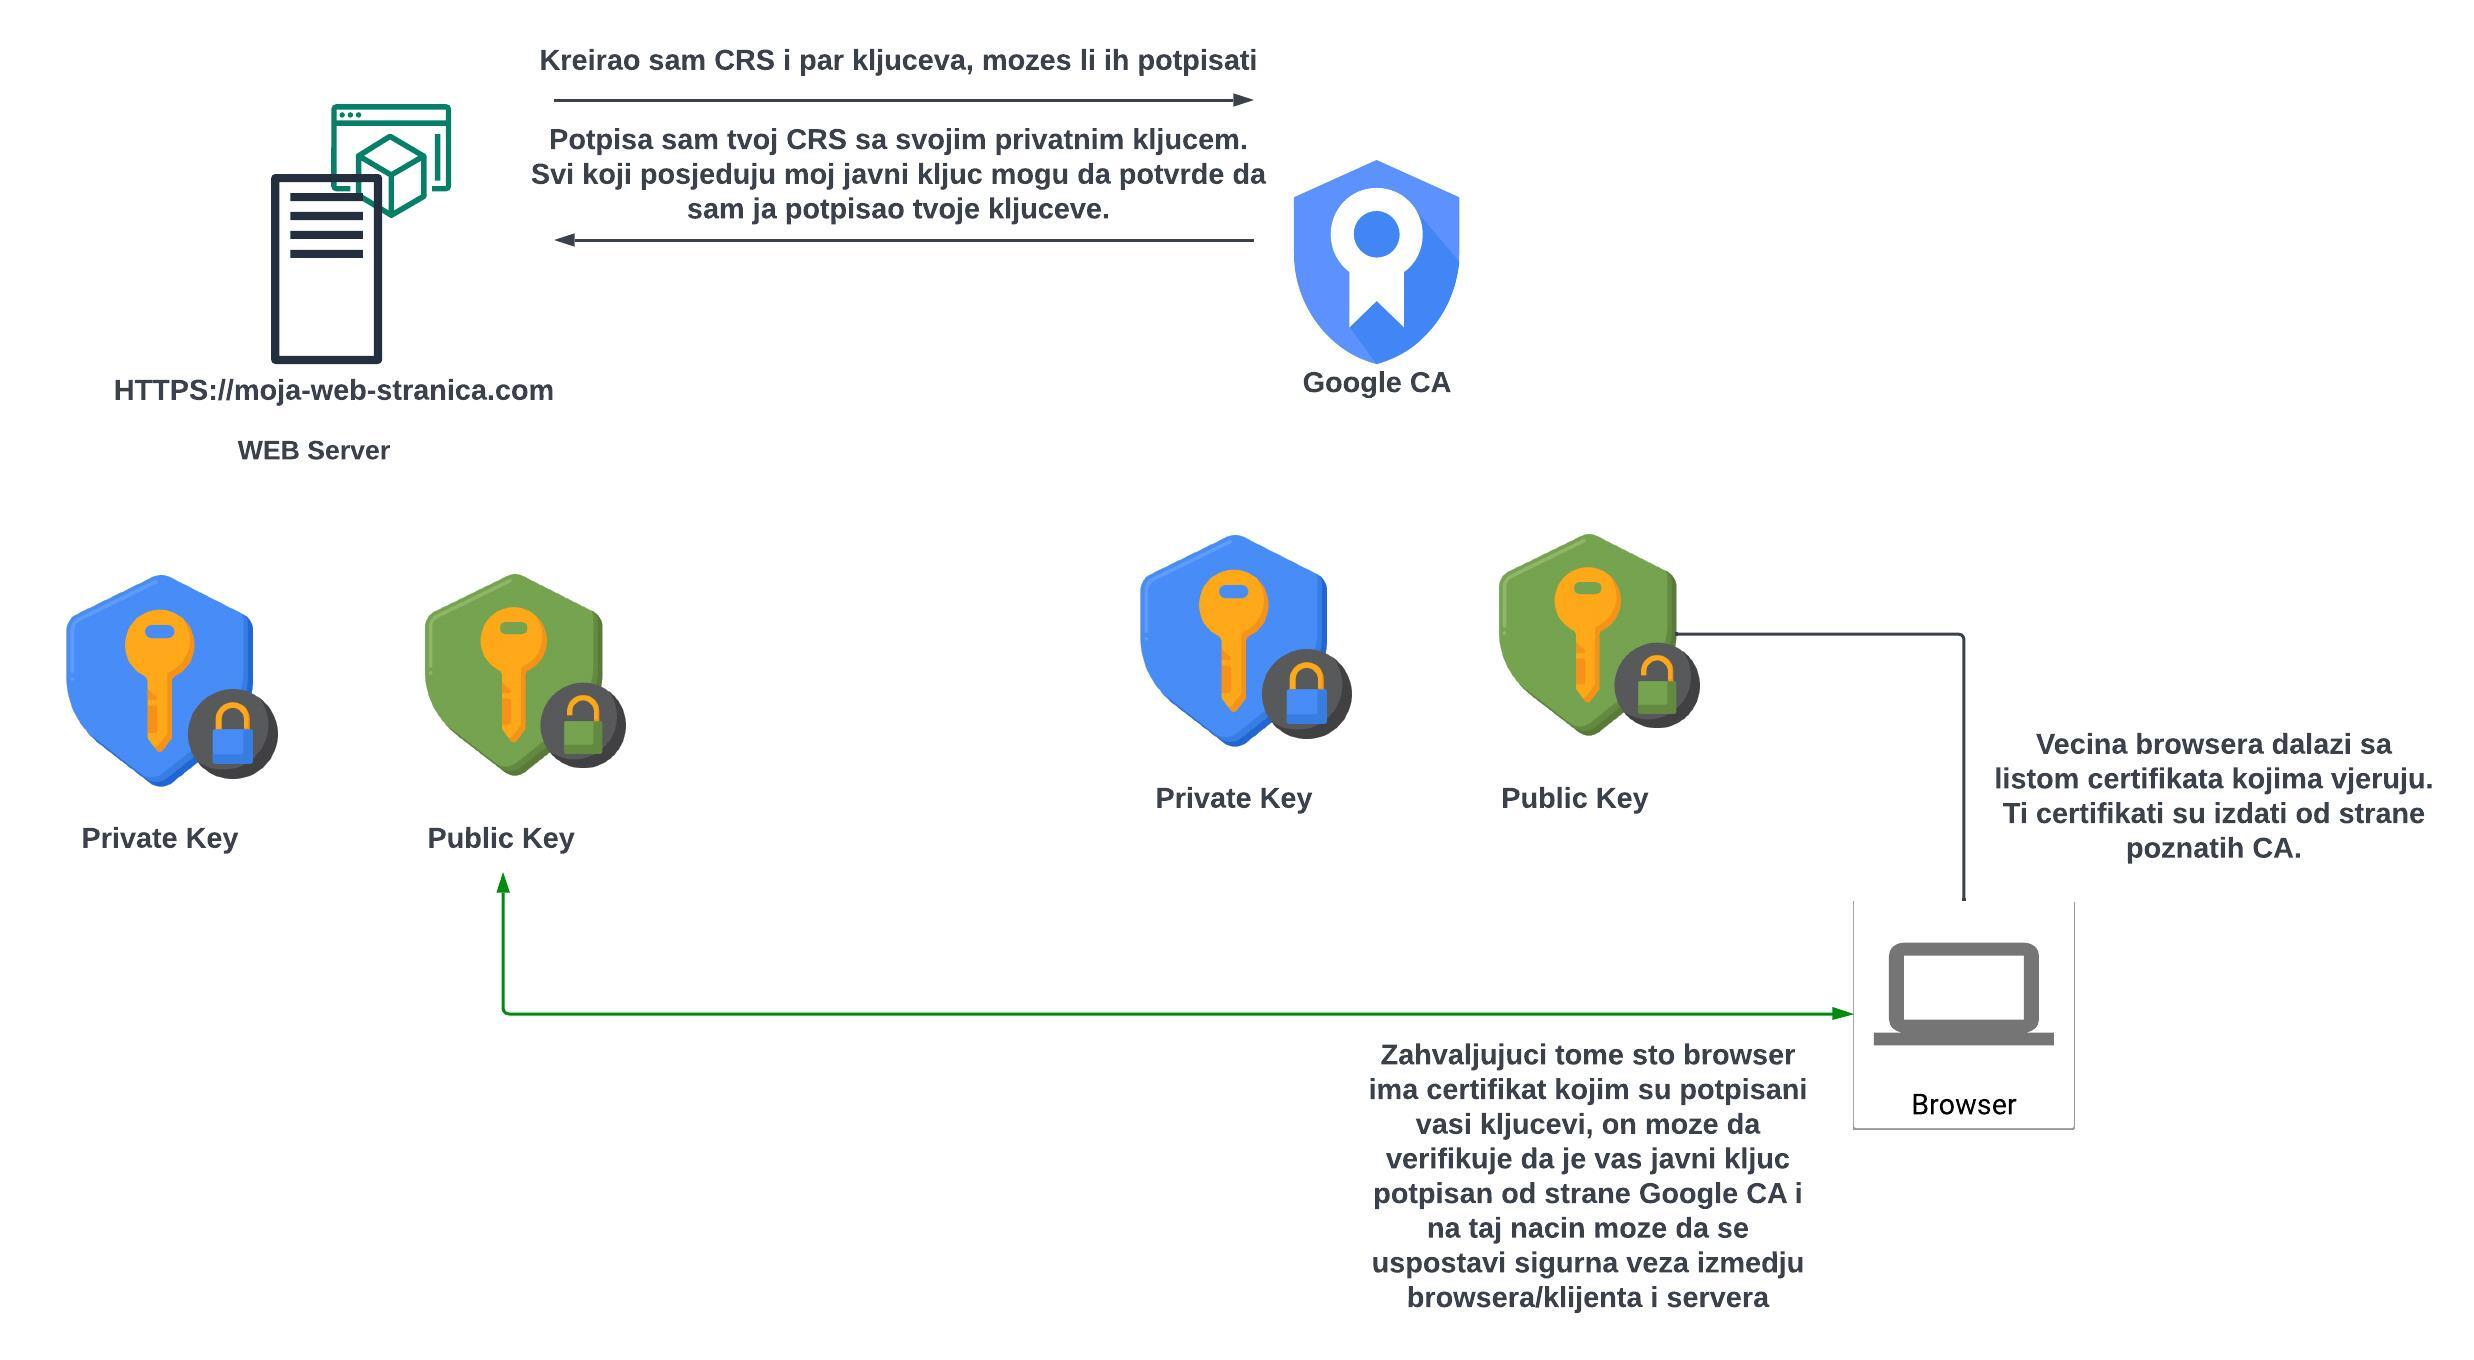 Kreirao sam CRS i par kljuceva, mozes li ih potpisati
Potpisa sam tvoj CRS sa svojim privatnim kljucem.
Svi koji posjeduju moj javni kljuc mogu da potvrde da
sam ja potpisao tvoje kljuceve.
HTTPS://moja-web-stranica.com
WEB Server
Google CA
Private Key
Public Key
Private Key
Public Key
Vecina browsera dalazi sa
listom certifikata kojima vjeruju.
Ti certifikati su izdati od strane
poznatih CA.
Browser
Zahvaljujuci tome sto browser
ima certifikat kojim su potpisani
vasi kljucevi, on moze da
verifikuje da je vas javni kljuc
potpisan od strane Google CA i
na taj nacin moze da se
uspostavi sigurna veza izmedju
browsera/klijenta i servera